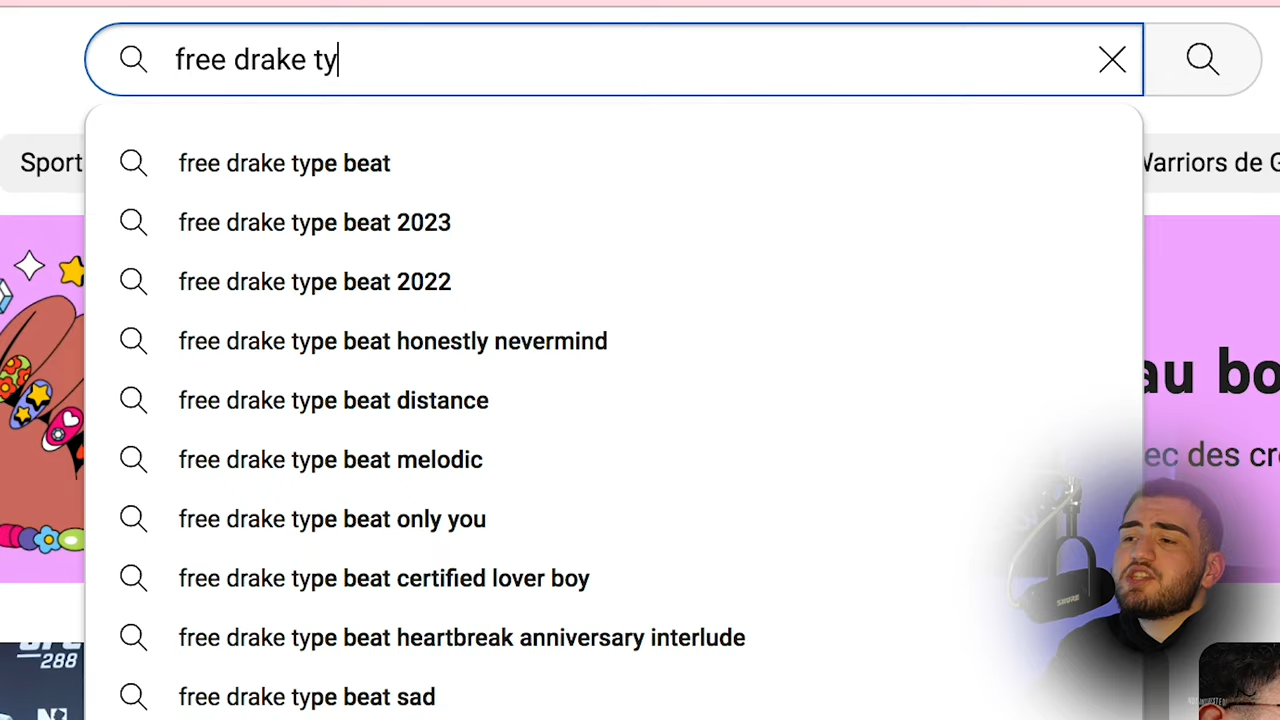 free drake ty
Sport
Warriors de G
free drake type beat
free drake type beat 2023
free drake type beat 2022
free drake type beat honestly nevermind
au bo
free drake type beat distance
ec des cr
free drake type beat melodic
free drake type beat only you
free drake type beat certified lover boy
SHURE
free drake type beat heartbreak anniversary interlude
UFC
288
free drake type beat sad